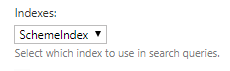 Indexes:
SchemeIndex
Select which index to use in search queries.